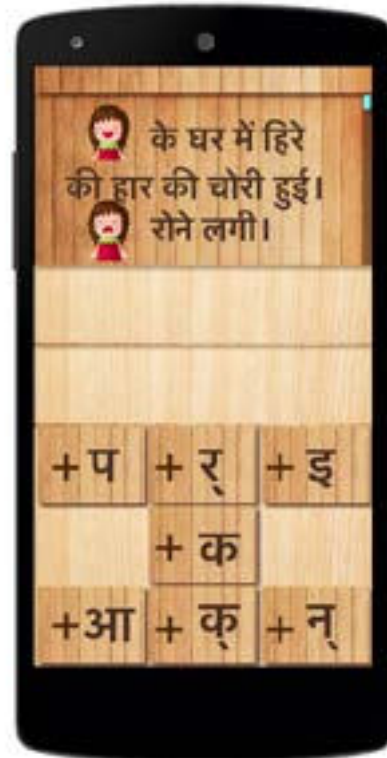 के घर में हिरे
की हार की चोरी हुई।
रोने लगी।
+ प + र् + इ
+ क
+आ + क् + न्